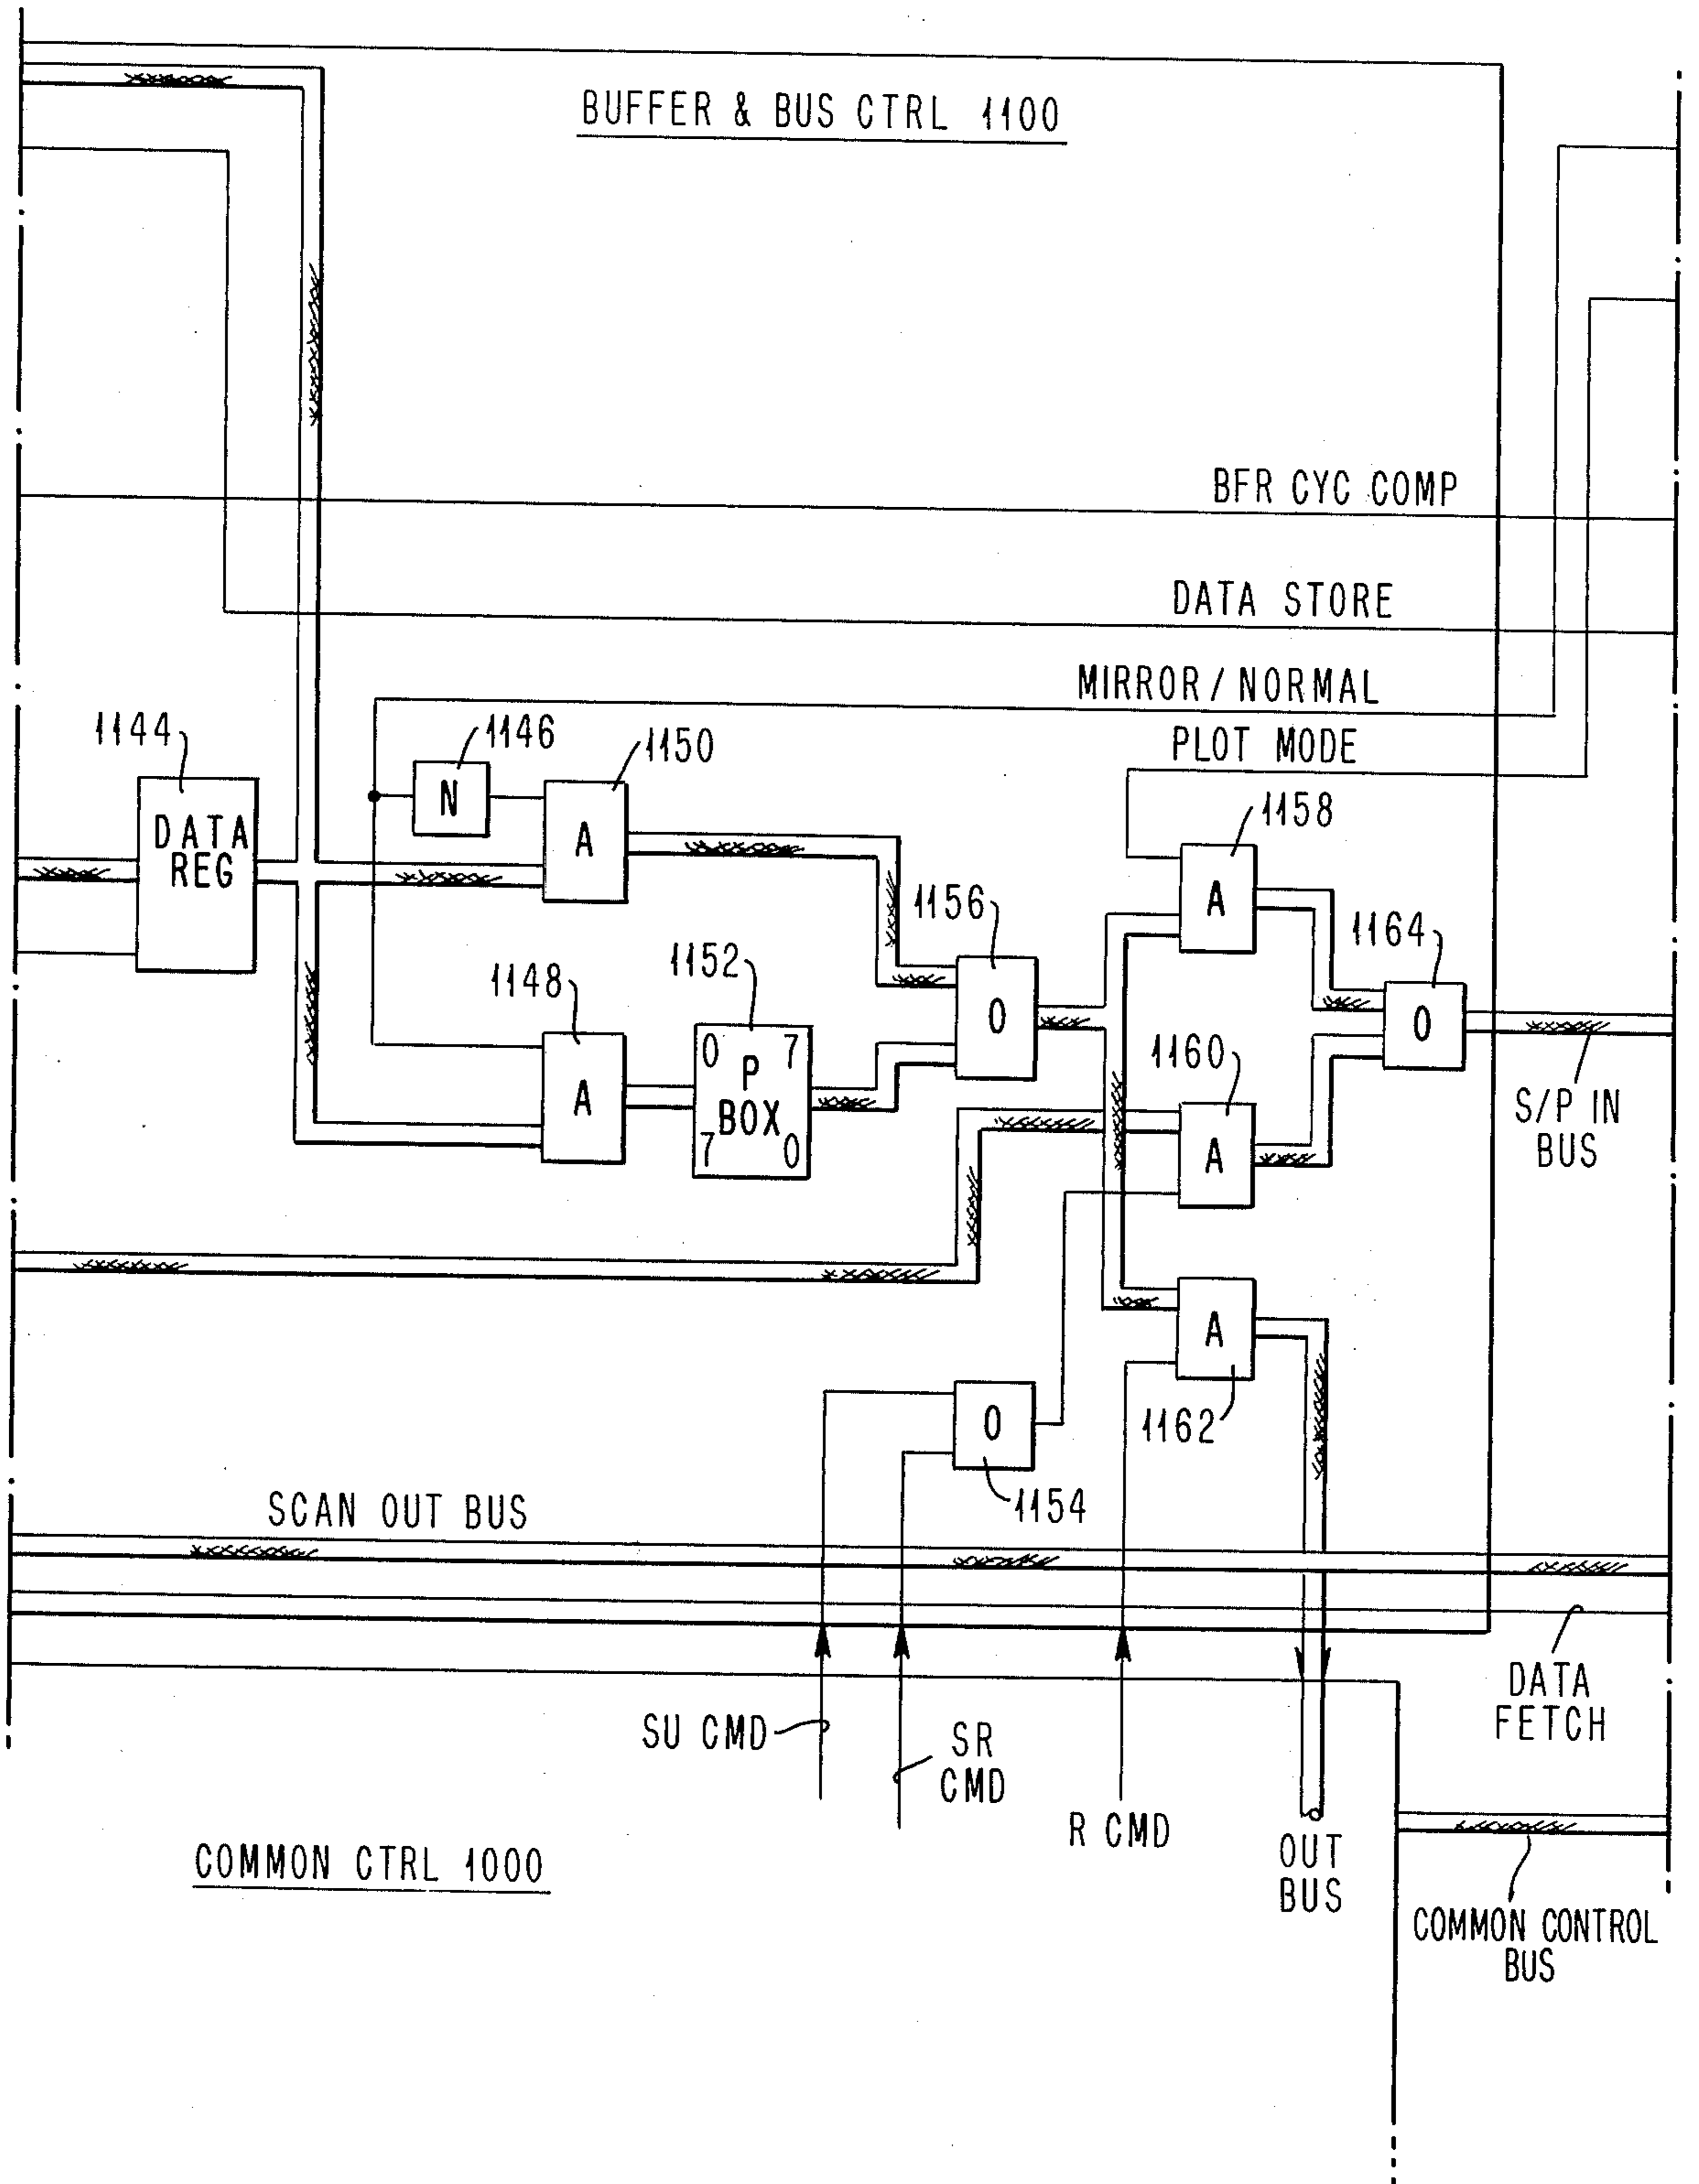 BUFFER & BUS CTRL 1100
BFR CYC COMP
DATA STORE
MIRROR / NORMAL
PLOT MODE
1144
1146
1150
1158
N
A
DATA
REG
A
1156
1164
1148
1152
O
O
0 7
P
BOX
7 0
A
1160
A
S/P IN
BUS
A
1162
O
1154
SCAN OUT BUS
DATA
FETCH
SU CMD
SR
CMD
R CMD
OUT
BUS
COMMON CTRL 1000
COMMON CONTROL
BUS